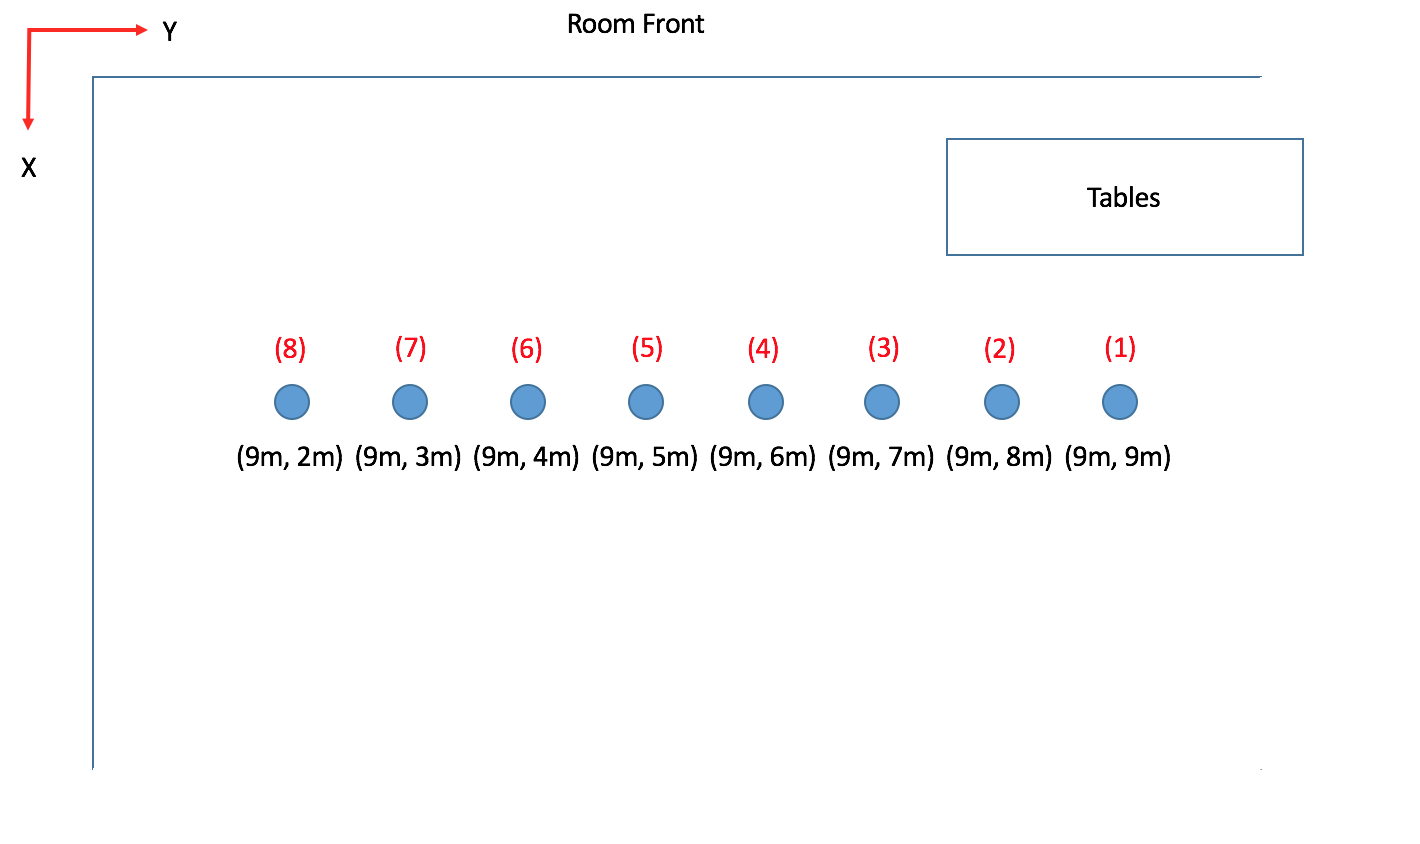 Room Front
Y
X
Tables
(8) (7) (6) (5) (4) (3) (2) (1)
(9m, 2m) (9m, 3m) (9m, 4m) (9m, 5m) (9m, 6m) (9m, 7m) (9m, 8m) (9m, 9m)